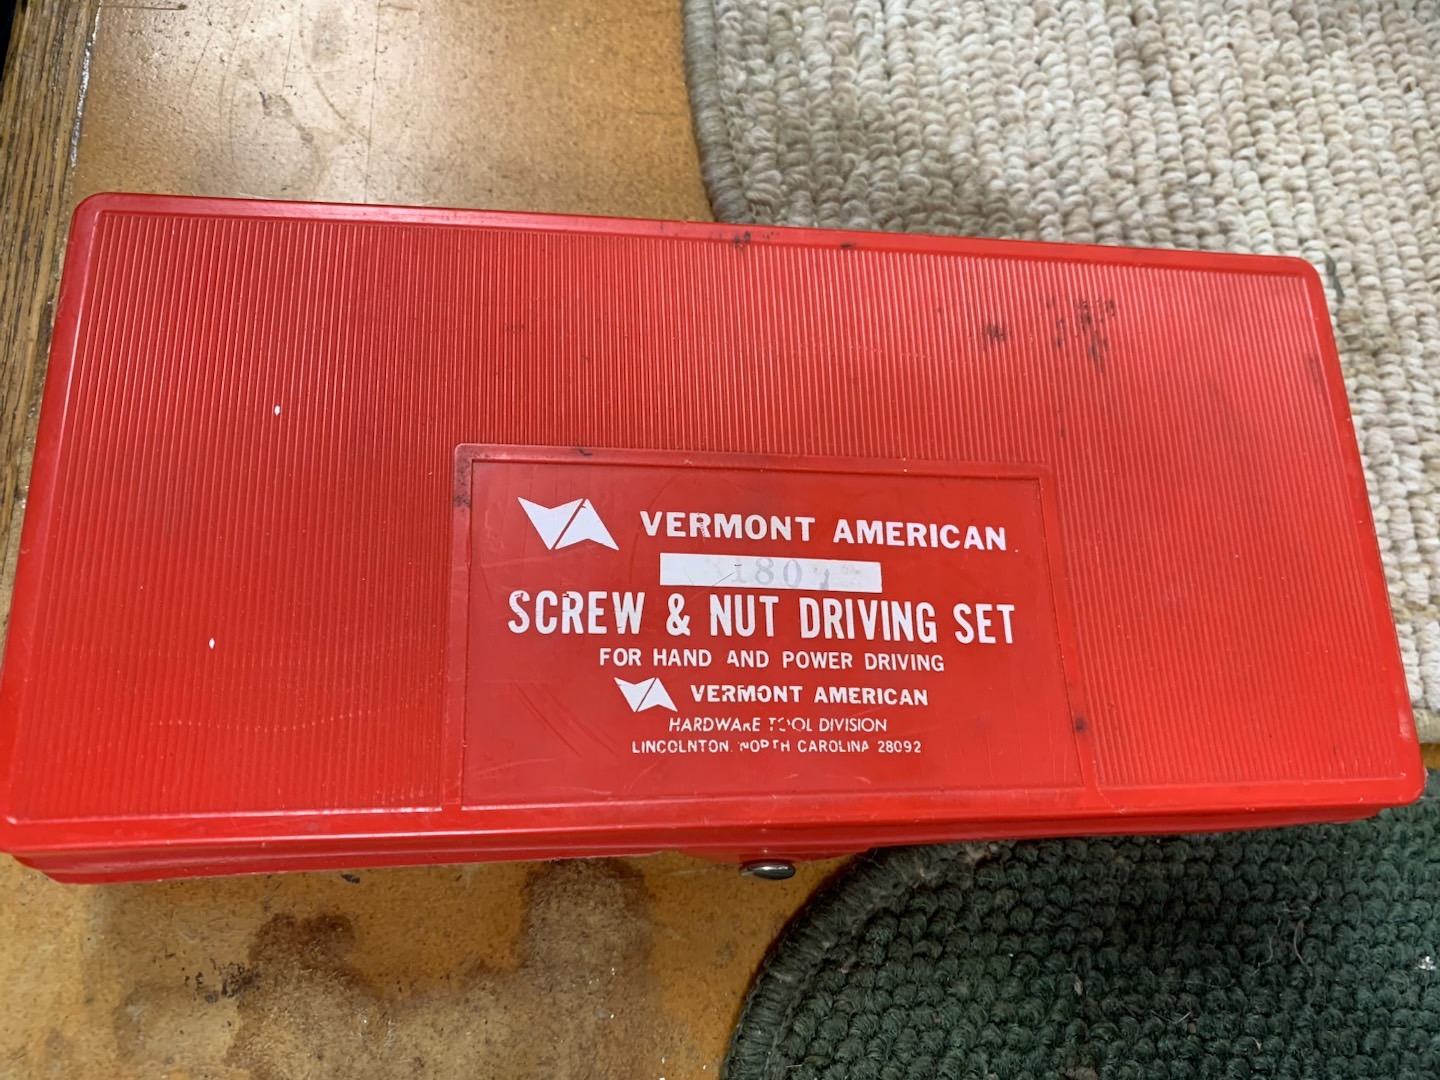 VERMONT AMERICAN
SCREW & NUT DRIVING SET
FOR HAND AND POWER DRIVING
VERMONT AMERICAN
HARDWARE TOOL DIVISION
LINCOLNTON, NORTH CAROLINA 28092